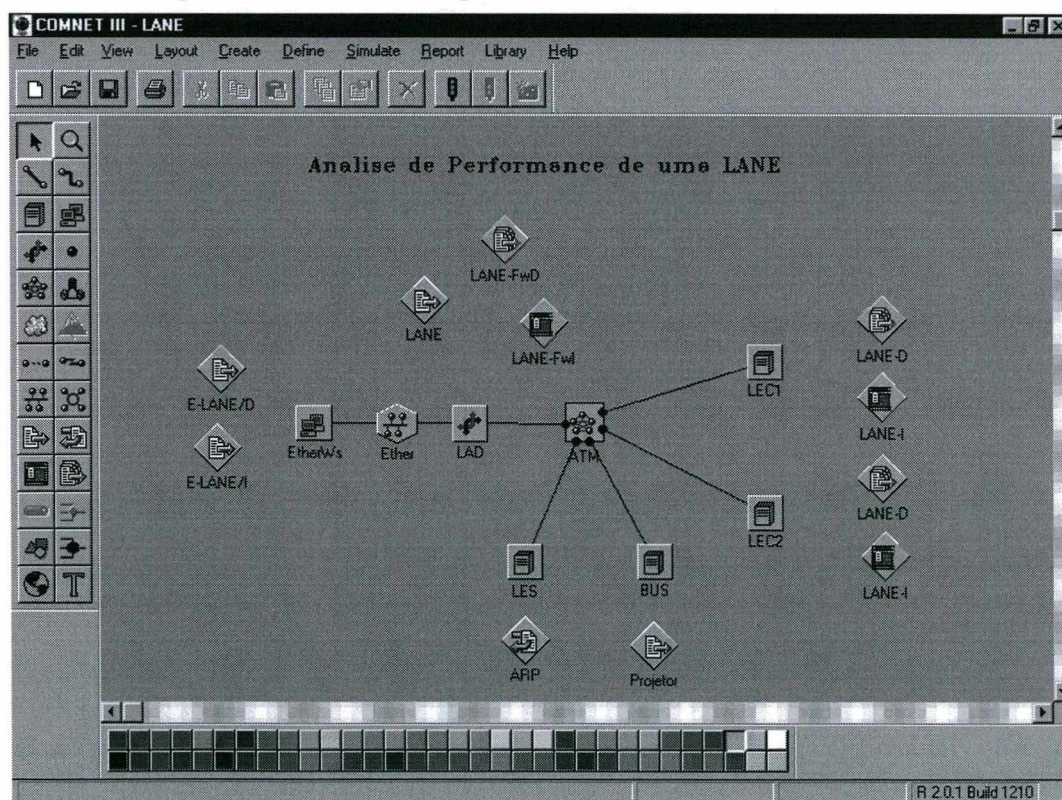 COMNET III - LANE
File Edit View Layout Create Define Simulate Report Library Help
Analise de Performance de uma LANE
LANE-FwD
LANE
LANE-FwI
LANE-D
LEC1
E-LANE/D
LANE-I
EtherWs
Ether
LAD
ATM
E-LANE/I
LANE-D
LEC2
LES
BUS
LANE-I
ARP
Projetor
R 2.0.1 Build 1210